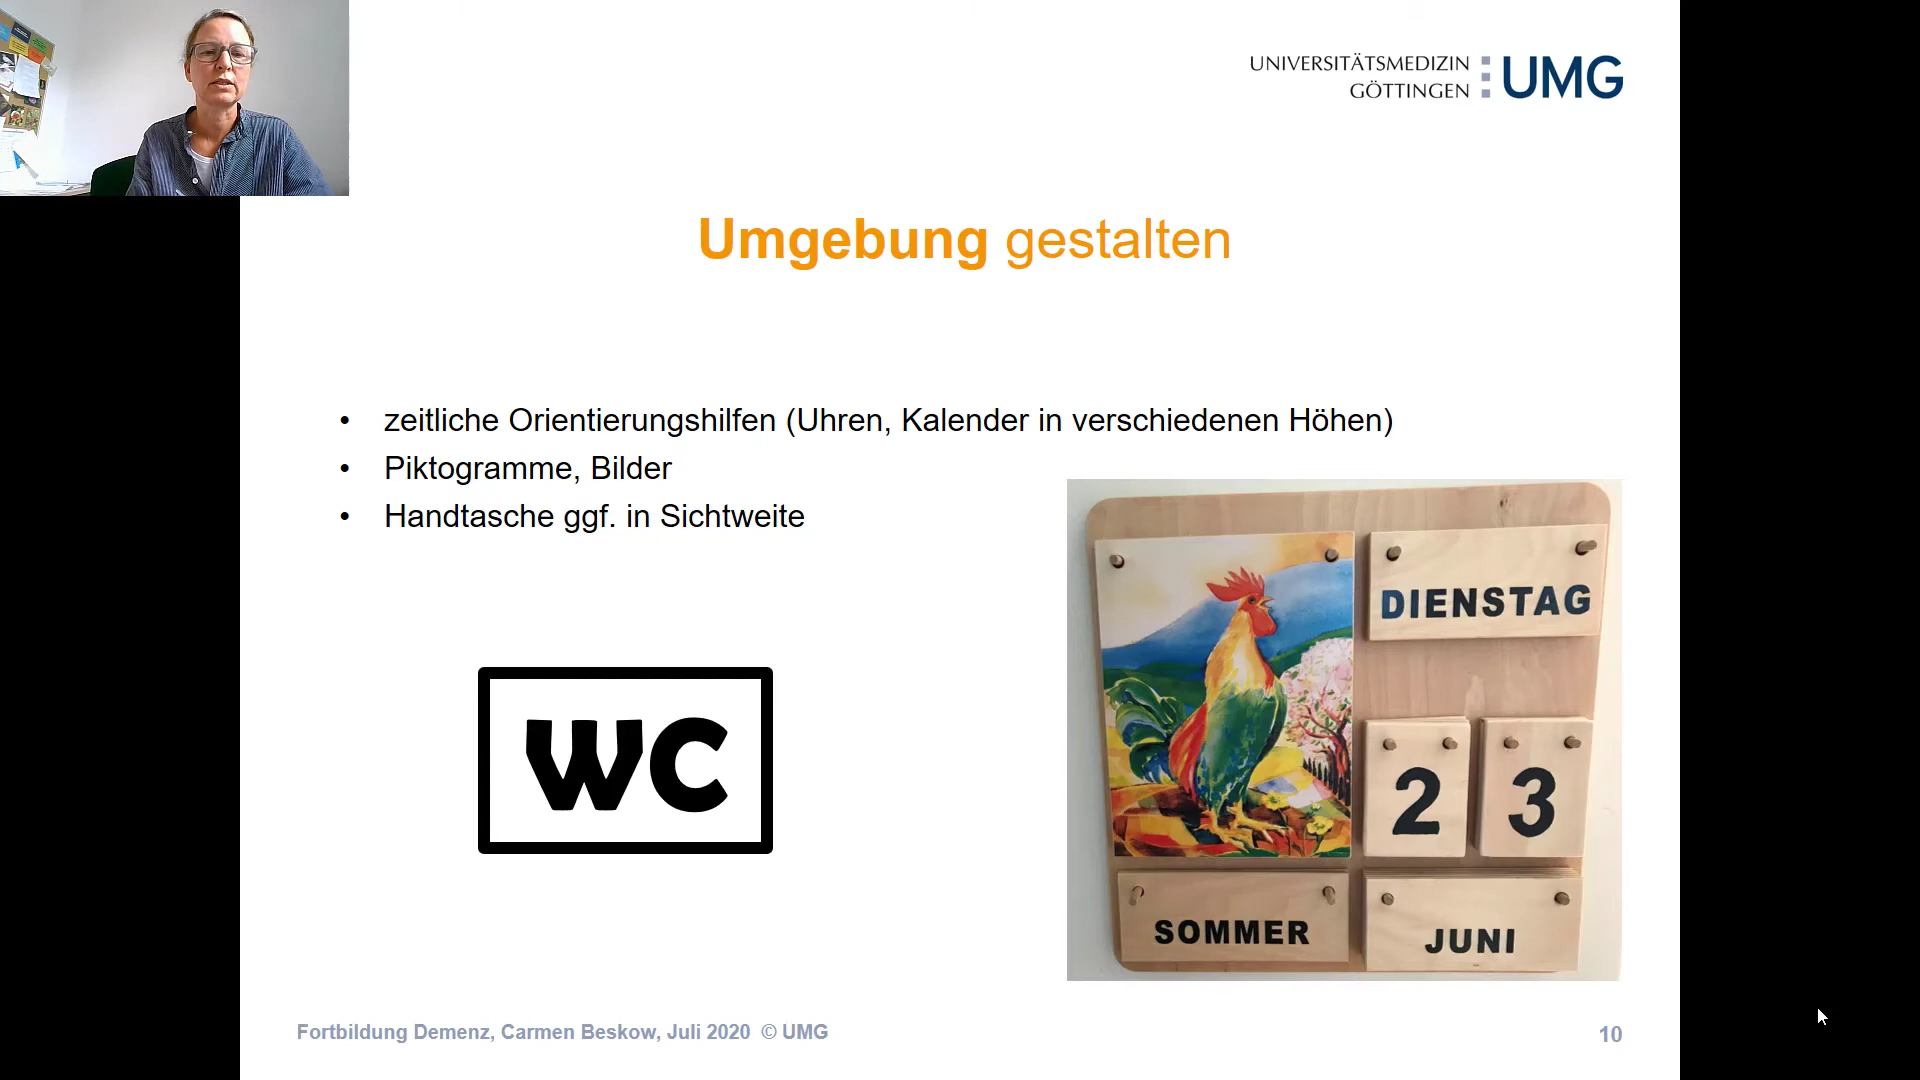 UNIVERSITÄTSMEDIZIN
GÖTTINGEN
UMG
Umgebung gestalten
• zeitliche Orientierungshilfen (Uhren, Kalender in verschiedenen Höhen)
• Piktogramme, Bilder
• Handtasche ggf. in Sichtweite
WC
DIENSTAG
2 3
SOMMER
JUNI
Fortbildung Demenz, Carmen Beskow, Juli 2020 © UMG
10